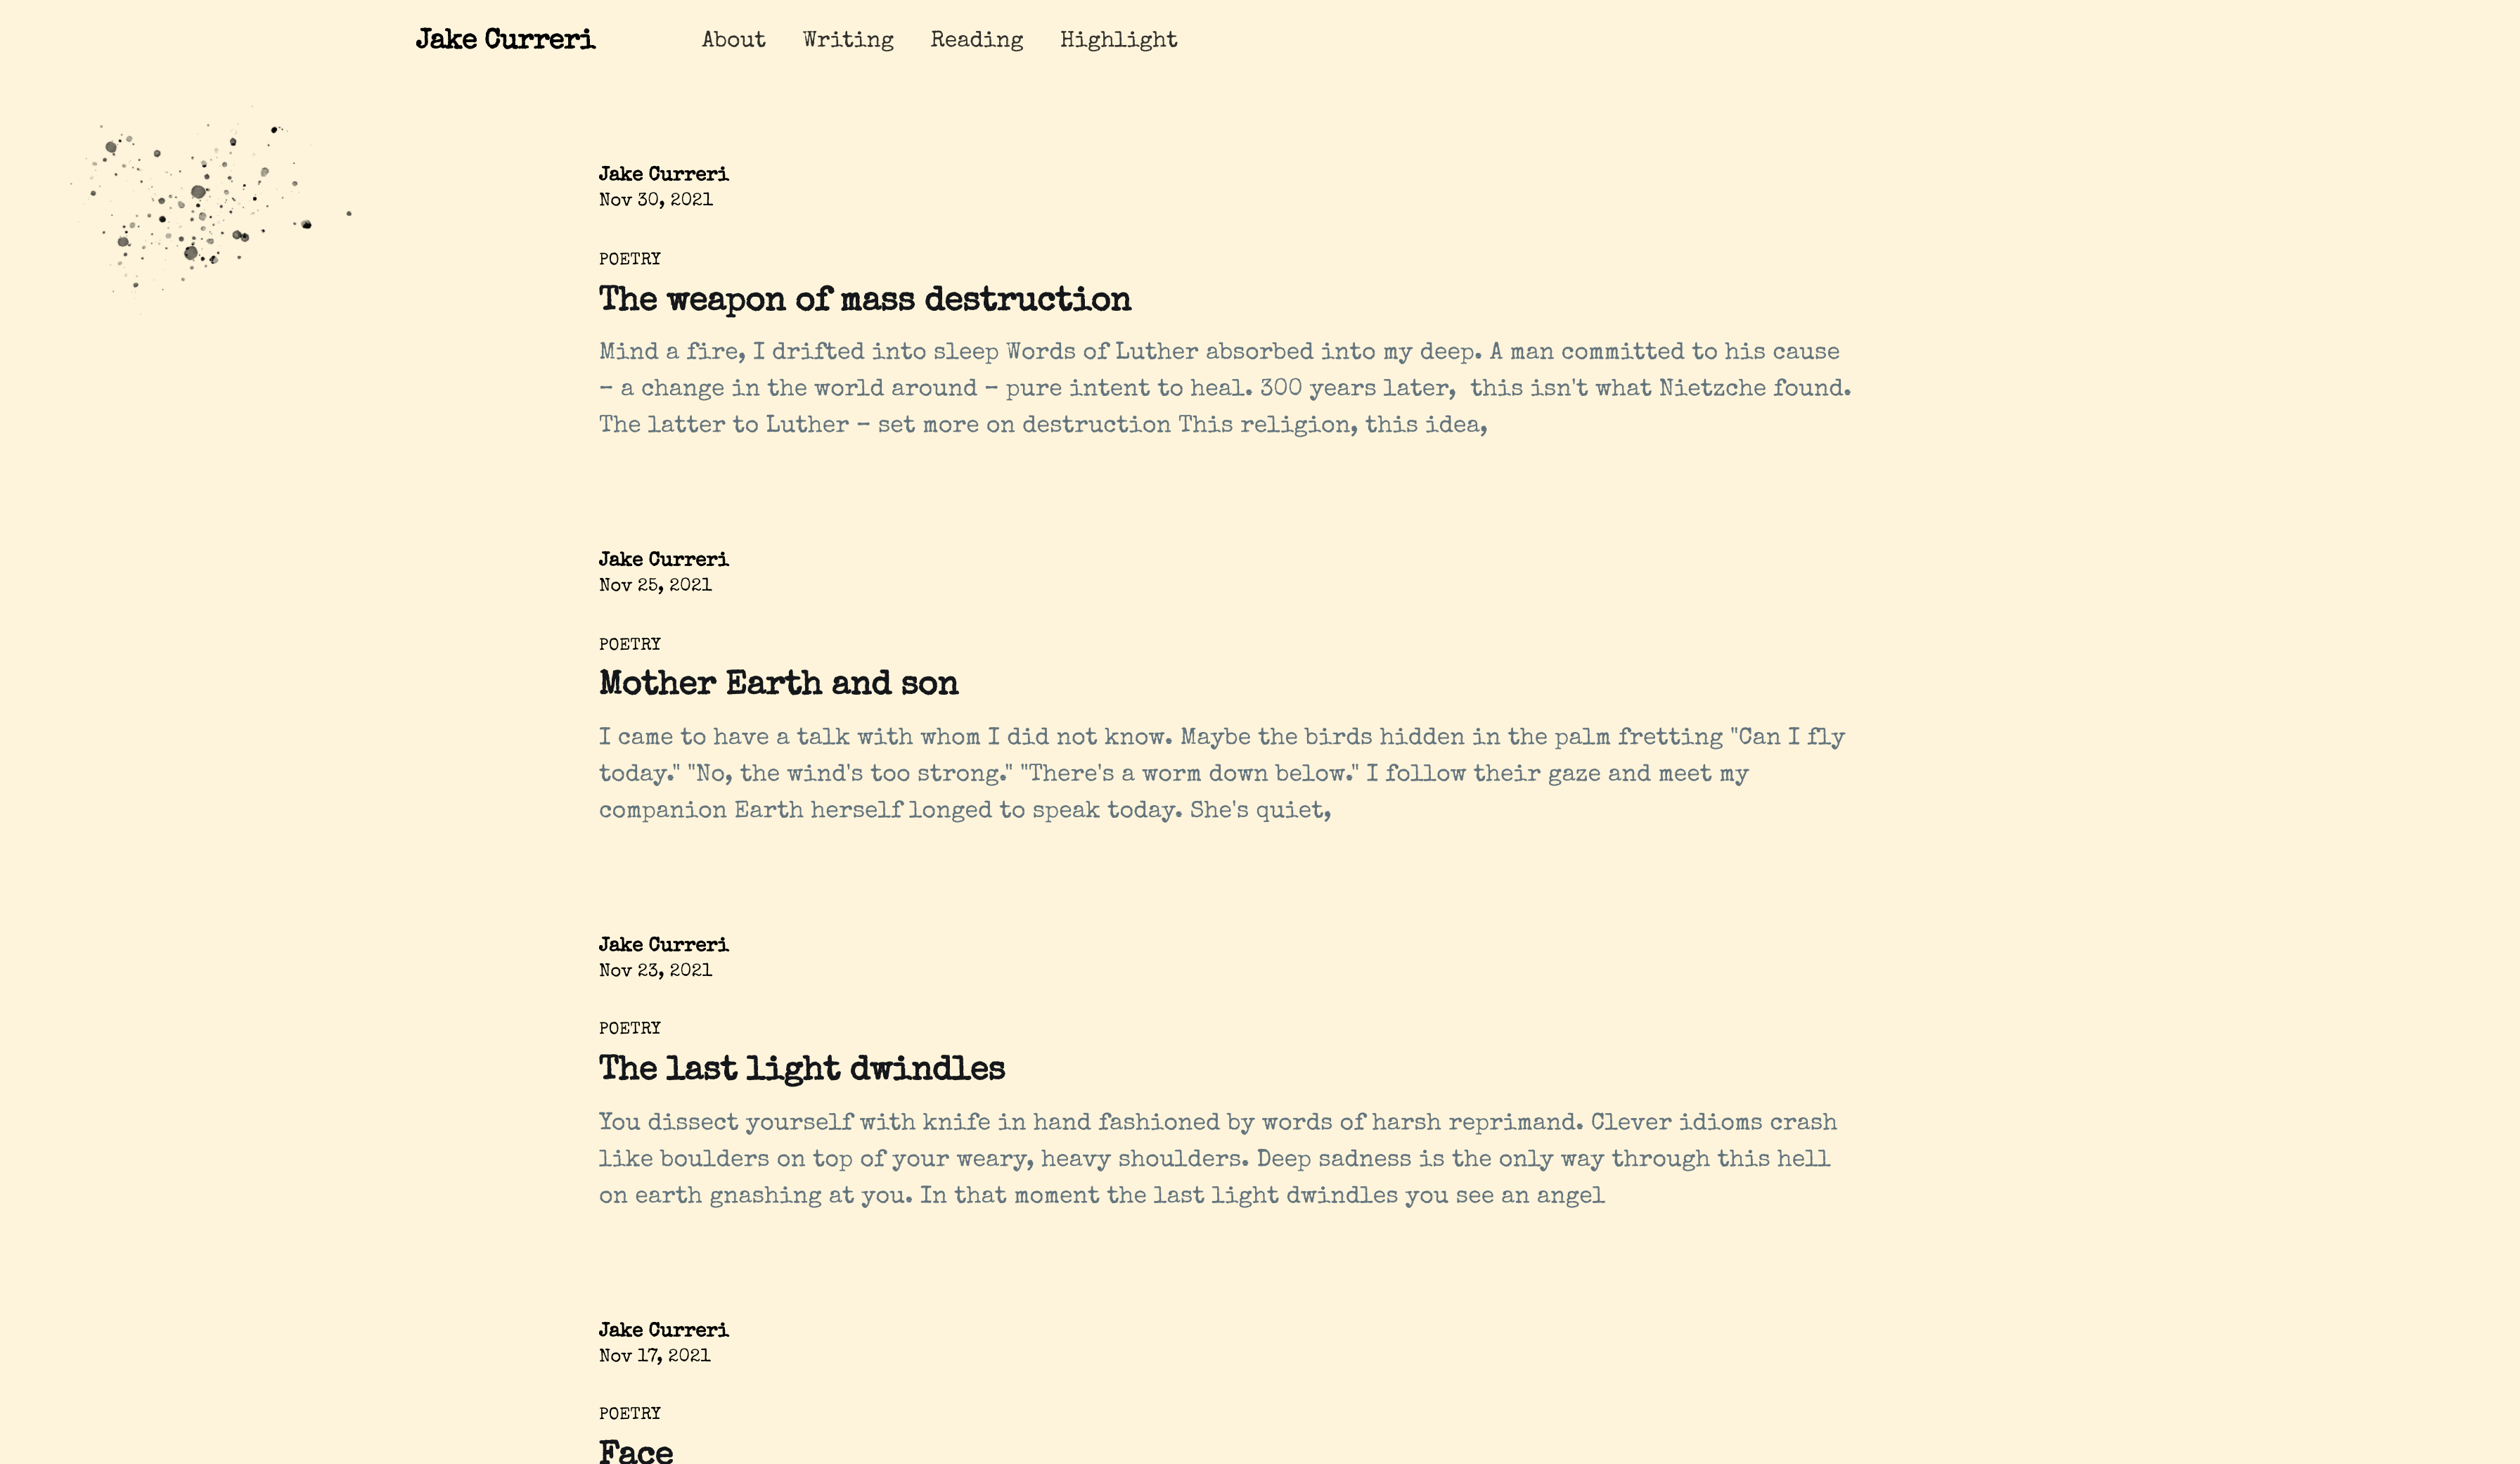 Jake Curreri About Writing Reading Highlight
Jake Curreri
Nov 30, 2021
POETRY
The weapon of mass destruction
Mind a fire, I drifted into sleep Words of Luther absorbed into my deep. A man committed to his cause
– a change in the world around – pure intent to heal. 300 years later,  this isn't what Nietzche found.
The latter to Luther – set more on destruction This religion, this idea,
Jake Curreri
Nov 25, 2021
POETRY
Mother Earth and son
I came to have a talk with whom I did not know. Maybe the birds hidden in the palm fretting "Can I fly
today." "No, the wind's too strong." "There's a worm down below." I follow their gaze and meet my
companion Earth herself longed to speak today. She's quiet,
Jake Curreri
Nov 23, 2021
POETRY
The last light dwindles
You dissect yourself with knife in hand fashioned by words of harsh reprimand. Clever idioms crash
like boulders on top of your weary, heavy shoulders. Deep sadness is the only way through this hell
on earth gnashing at you. In that moment the last light dwindles you see an angel
Jake Curreri
Nov 17, 2021
POETRY
Face